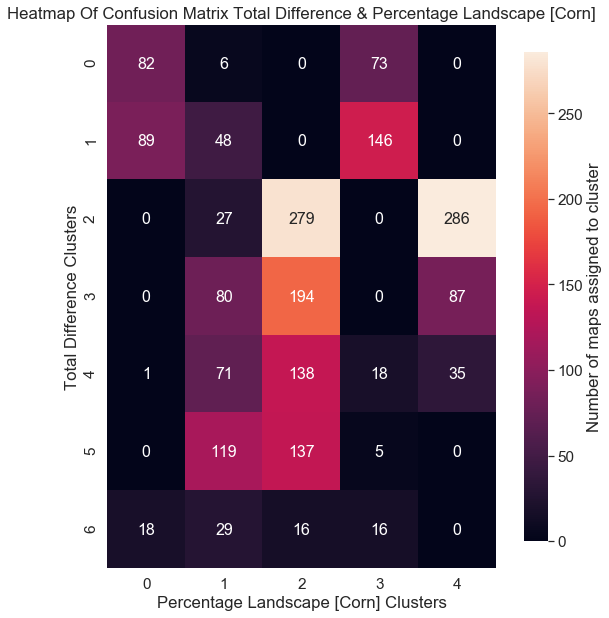 Heatmap Of Confusion Matrix Total Difference & Percentage Landscape [Corn]
0 82 6 0 73 0
1 89 48 0 146 0
2 0 27 279 0 286
3 0 80 194 0 87
4 1 71 138 18 35
5 0 119 137 5 0
6 18 29 16 16 0
0 1 2 3 4
Percentage Landscape [Corn] Clusters
Total Difference Clusters
250
200
150
100
50
0
Number of maps assigned to cluster